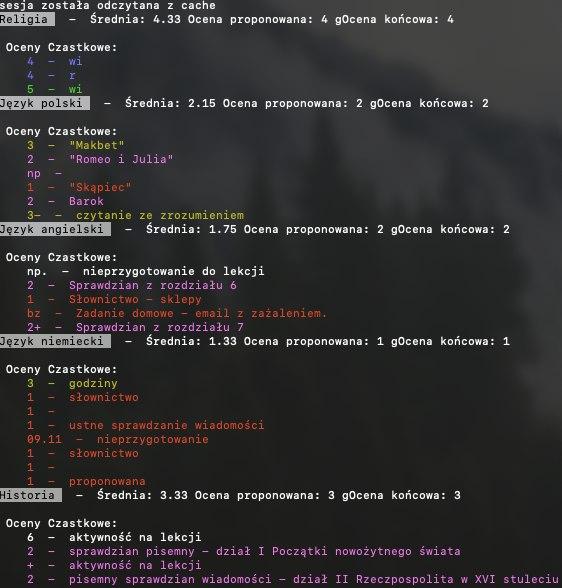 sesja została odczytana z cache
Religia – Średnia: 4.33 Ocena proponowana: 4 gOcena końcowa: 4
Oceny Czastkowe:
4 – wi
4 – r
5 – wi
Język polski – Średnia: 2.15 Ocena proponowana: 2 gOcena końcowa: 2
Oceny Czastkowe:
3 – "Makbet"
2 – "Romeo i Julia"
np –
1 – "Skąpiec"
2 – Barok
3– – czytanie ze zrozumieniem
Język angielski – Średnia: 1.75 Ocena proponowana: 2 gOcena końcowa: 2
Oceny Czastkowe:
np. – nieprzygotowanie do lekcji
2 – Sprawdzian z rozdziału 6
1 – Słownictwo – sklepy
bz – Zadanie domowe – email z zażaleniem.
2+ – Sprawdzian z rozdziału 7
Język niemiecki – Średnia: 1.33 Ocena proponowana: 1 gOcena końcowa: 1
Oceny Czastkowe:
3 – godziny
1 – słownictwo
1 –
1 – ustne sprawdzanie wiadomości
09.11 – nieprzygotowanie
1 – słownictwo
1 –
1 – proponowana
Historia – Średnia: 3.33 Ocena proponowana: 3 gOcena końcowa: 3
Oceny Czastkowe:
6 – aktywność na lekcji
2 – sprawdzian pisemny – dział I Początki nowożytnego świata
+ – aktywność na lekcji
2 – pisemny sprawdzian wiadomości – dział II Rzeczpospolita w XVI stuleciu